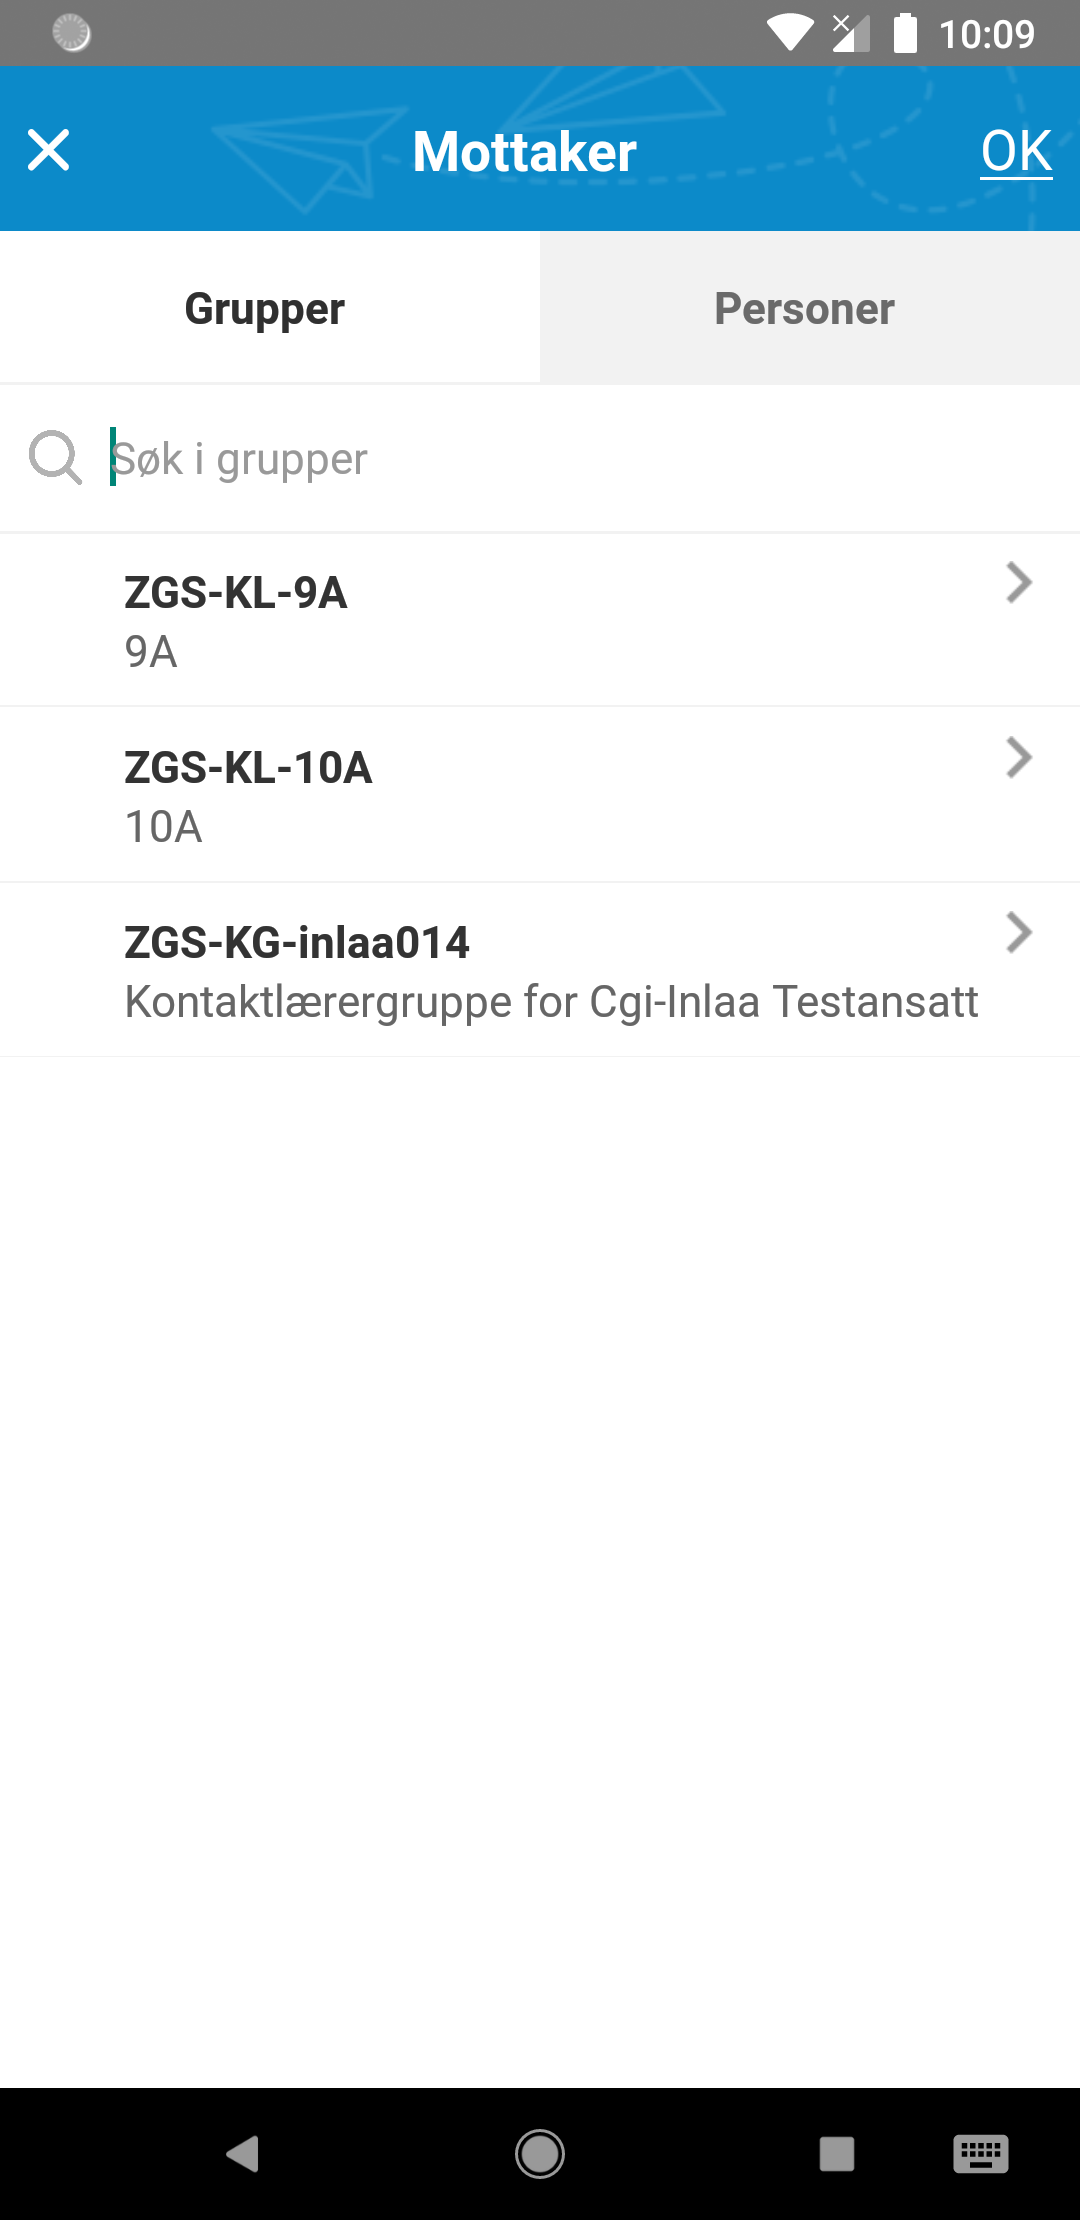 10:09
Mottaker
OK
Grupper
Personer
Søk i grupper
ZGS-KL-9A
9A
ZGS-KL-10A
10A
ZGS-KG-inlaa014
Kontaktlærergruppe for Cgi-Inlaa Testansatt